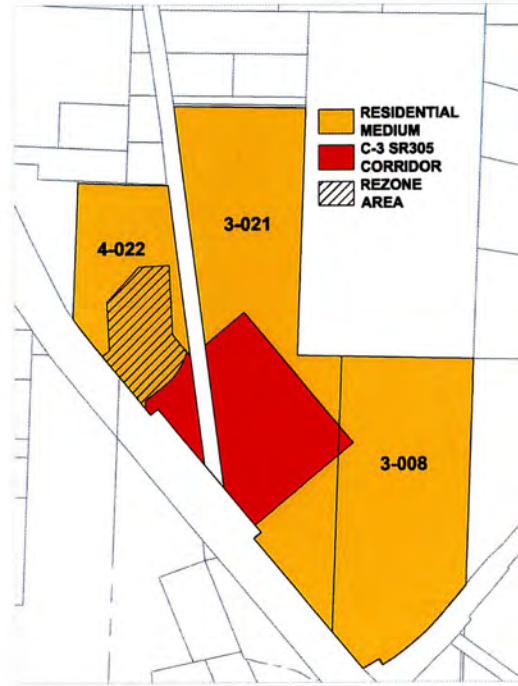 RESIDENTIAL
MEDIUM
C-3 SR305
CORRIDOR
REZONE
AREA
3-021
4-022
3-008